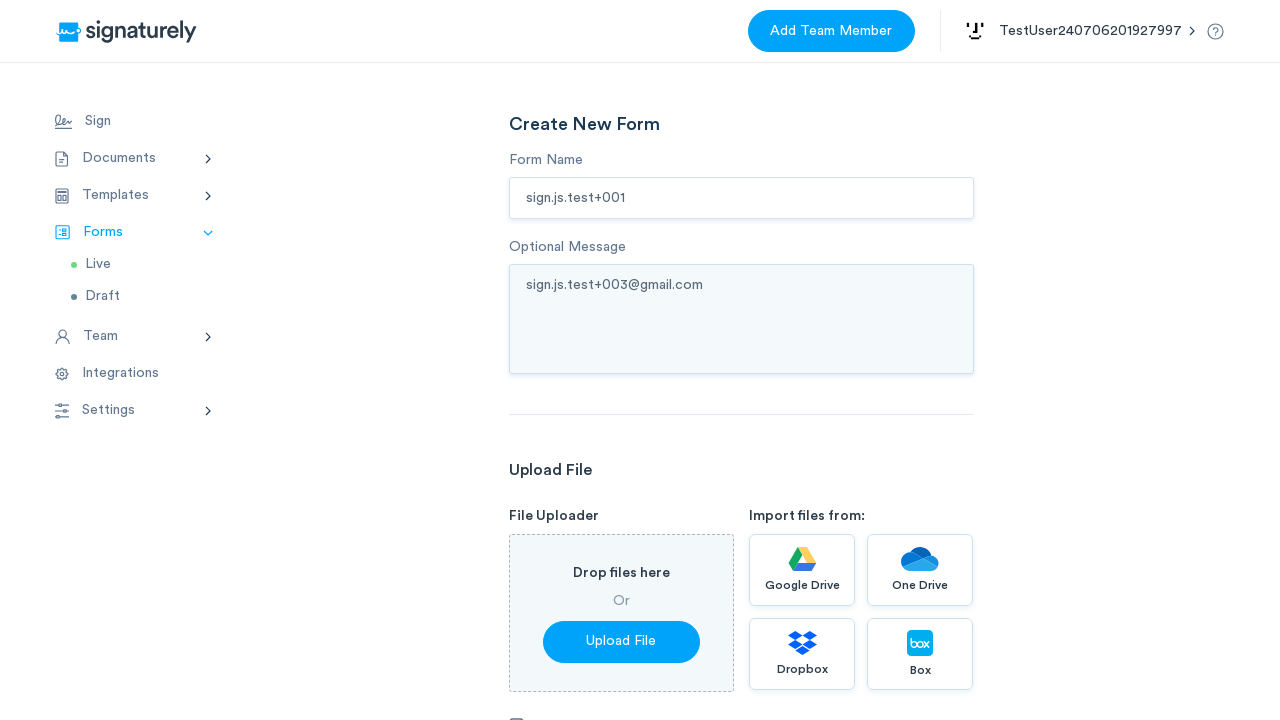 signaturely
Add Team Member
TestUser240706201927997
Sign
Documents
Templates
Forms
Live
Draft
Team
Integrations
Settings
Create New Form
Form Name
sign.js.test+001
Optional Message
sign.js.test+003@gmail.com
Upload File
File Uploader
Import files from:
Drop files here
Or
Upload File
Google Drive
One Drive
Dropbox
box
Box